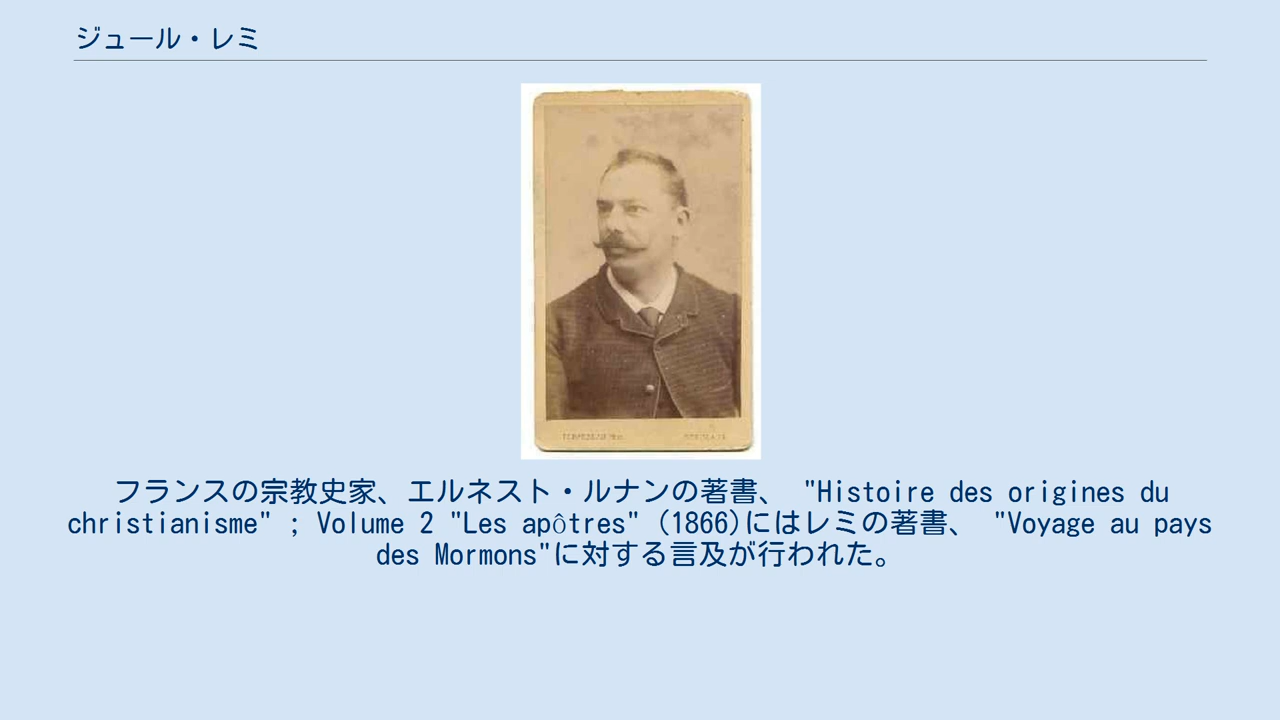 ジュール・レミ
フランスの宗教史家、エルネスト・ルナンの著書、 "Histoire des origines du
christianisme" ; Volume 2 "Les apôtres" (1866)にはレミの著書、 "Voyage au pays
des Mormons"に対する言及が行われた。